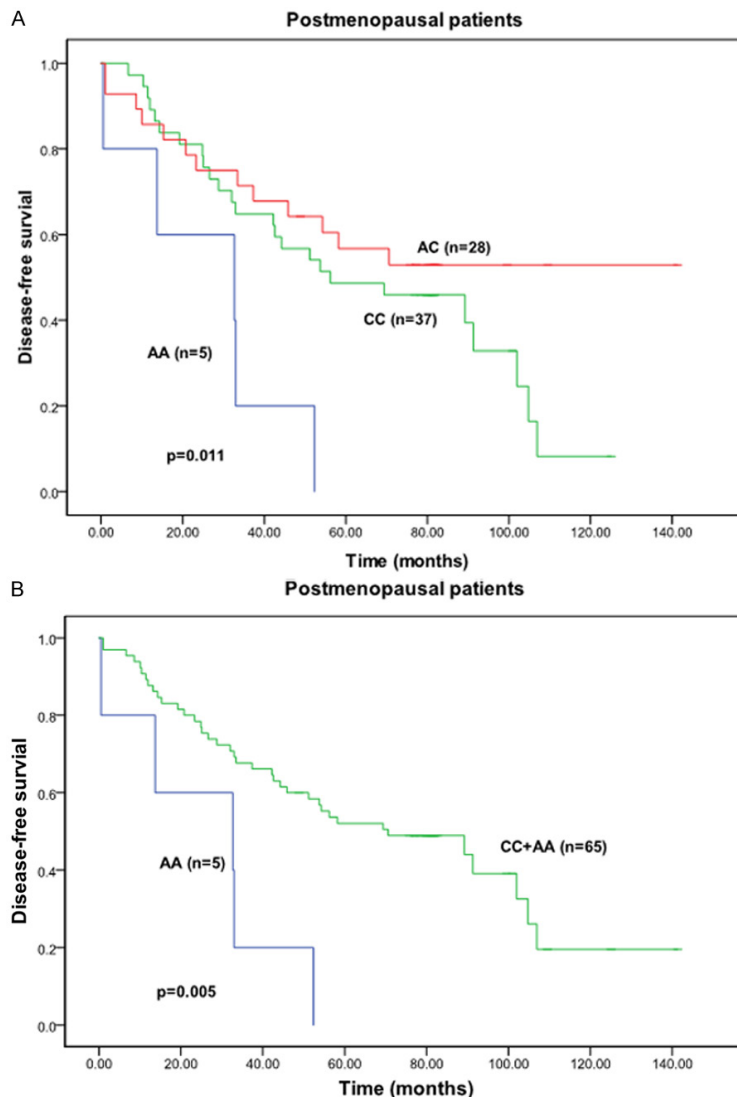 A
Postmenopausal patients
Disease-free survial
1.0
0.8
0.6
0.4
0.2
0.0
AC (n=28)
CC (n=37)
AA (n=5)
p=0.011
0.00 20.00 40.00 60.00 80.00 100.00 120.00 140.00
Time (months)
B
Postmenopausal patients
Disease-free survial
1.0
0.8
0.6
0.4
0.2
0.0
CC+AA (n=65)
AA (n=5)
p=0.005
0.00 20.00 40.00 60.00 80.00 100.00 120.00 140.00
Time (months)